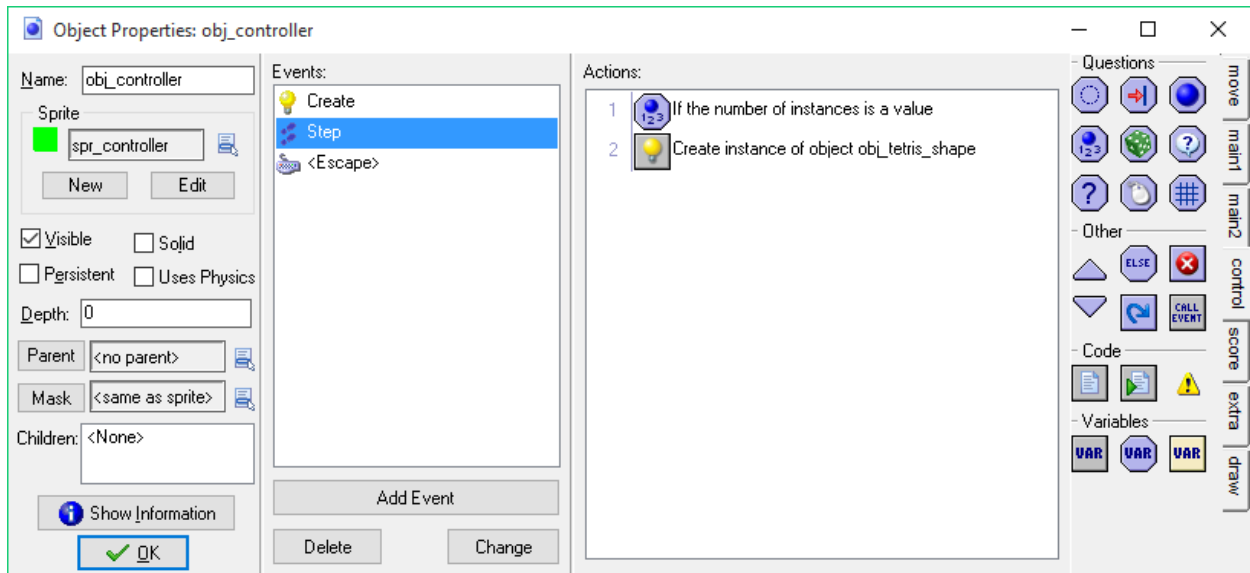 Object Properties: obj_controller
Name: obj_controller
Sprite
spr_controller
New Edit
Visible Solid
Persistent Uses Physics
Depth: 0
Parent <no parent>
Mask <same as sprite>
Children: <None>
Show Information
OK
Events:
Create
Step
<Escape>
Add Event
Delete Change
Actions:
1 If the number of instances is a value
2 Create instance of object obj_tetris_shape
Questions
123
?
Other
ELSE
CALL EVENT
Code
Variables
VAR VAR VAR
move
main1
main2
control
score
extra
draw